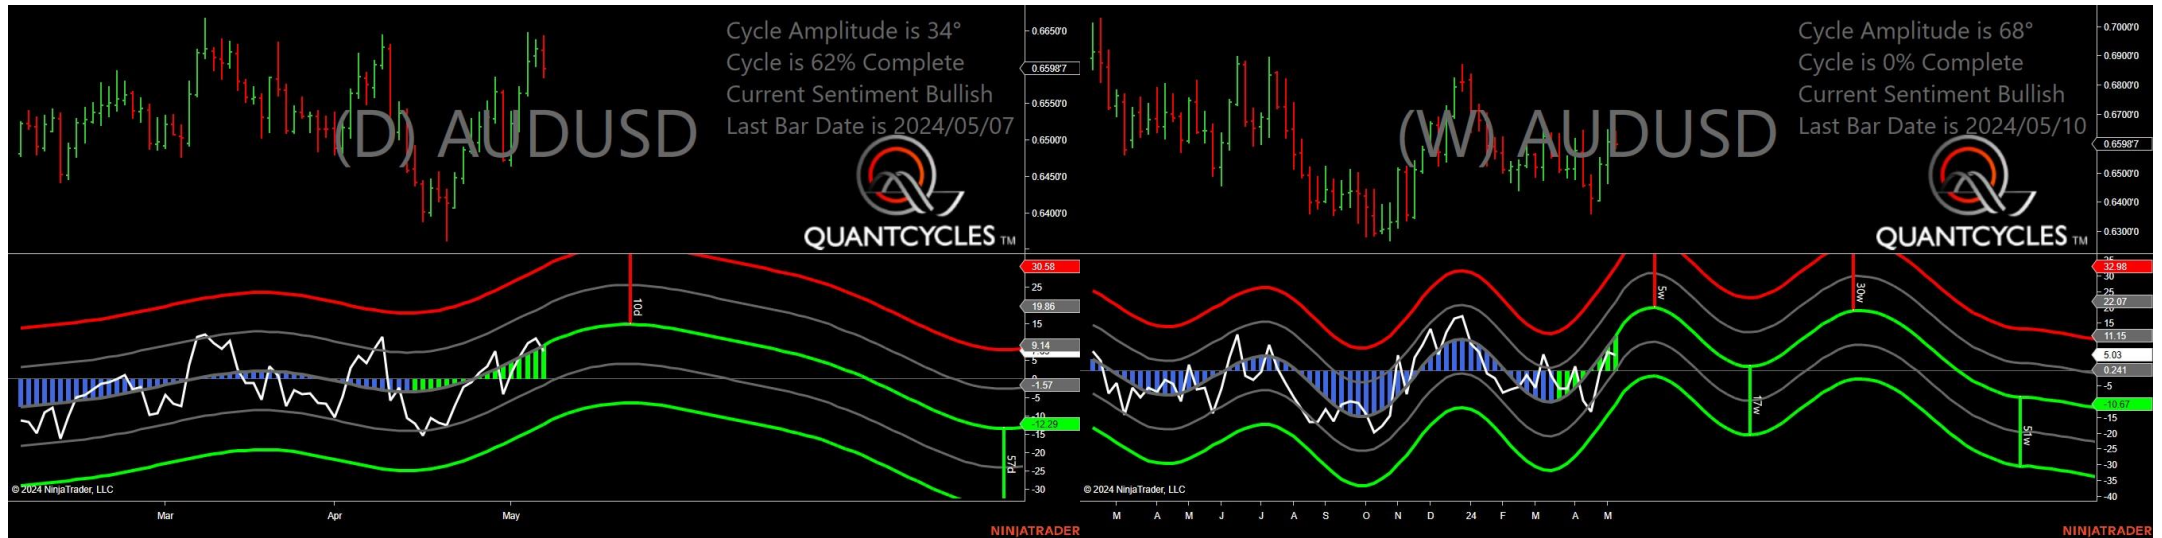 Cycle Amplitude is 34°
Cycle is 62% Complete
Current Sentiment Bullish
Last Bar Date is 2024/05/07
(D) AUDUSD
QUANTCYCLES TM
0.6650'0
0.6598'7
0.6550'0
0.6500'0
0.6450'0
0.6400'0
30.58
25
19.86
15
9.14
5
0
-1.57
-5
-10
-12.29
-15
-20
-25
-30
10d
57d
© 2024 NinjaTrader, LLC
Mar Apr May
NINJATRADER
Cycle Amplitude is 68°
Cycle is 0% Complete
Current Sentiment Bullish
Last Bar Date is 2024/05/10
(W) AUDUSD
QUANTCYCLES TM
0.7000'0
0.6900'0
0.6800'0
0.6700'0
0.6598'7
0.6500'0
0.6400'0
0.6300'0
32.98
30
25
22.07
15
11.15
5.03
0.241
-5
-10.67
-15
-20
-25
-30
-35
-40
5w
17w
30w
51w
© 2024 NinjaTrader, LLC
M A M J J A S O N D 24 F M A M
NINJATRADER